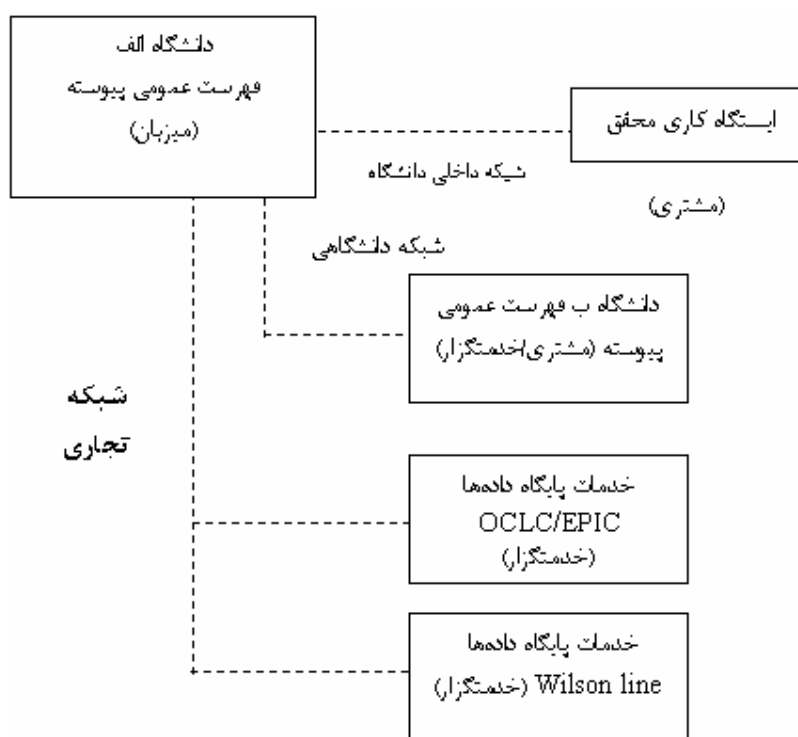 دانشگاه الف
فهرست عمومی پیوسته
(میزبان)
ایستگاه کاری محقق
(مشتری)
شبکه داخلی دانشگاه
شبکه دانشگاهی
دانشگاه ب فهرست عمومی
پیوسته (مشتری/خدمتگزار)
شبکه
تجاری
خدمات پایگاه داده‌ها
OCLC/EPIC
(خدمتگزار)
خدمات پایگاه داده‌ها
Wilson line (خدمتگزار)